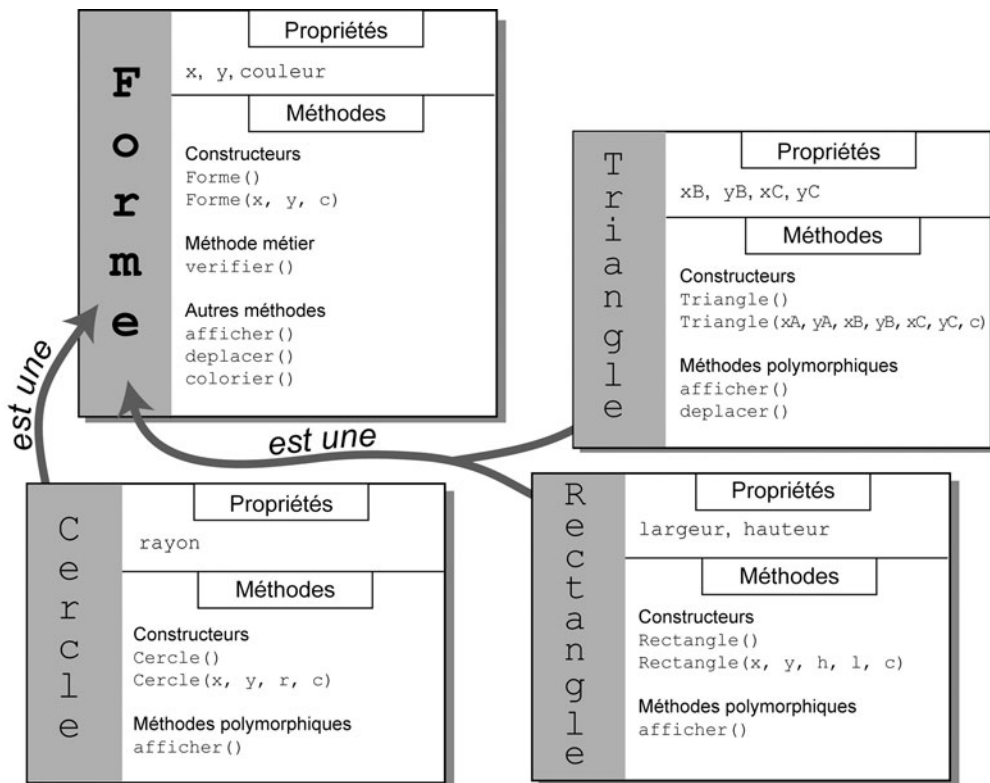 Forme
Propriétés
x, y, couleur
Méthodes
Constructeurs
Forme()
Forme(x, y, c)
Méthode métier
verifier()
Autres méthodes
afficher()
deplacer()
colorier()
Triangle
Propriétés
xB, yB, xC, yC
Méthodes
Constructeurs
Triangle()
Triangle(xA, yA, xB, yB, xC, yC, c)
Méthodes polymorphiques
afficher()
deplacer()
est une
est une
Cercle
Propriétés
rayon
Méthodes
Constructeurs
Cercle()
Cercle(x, y, r, c)
Méthodes polymorphiques
afficher()
Rectangle
Propriétés
largeur, hauteur
Méthodes
Constructeurs
Rectangle()
Rectangle(x, y, h, l, c)
Méthodes polymorphiques
afficher()